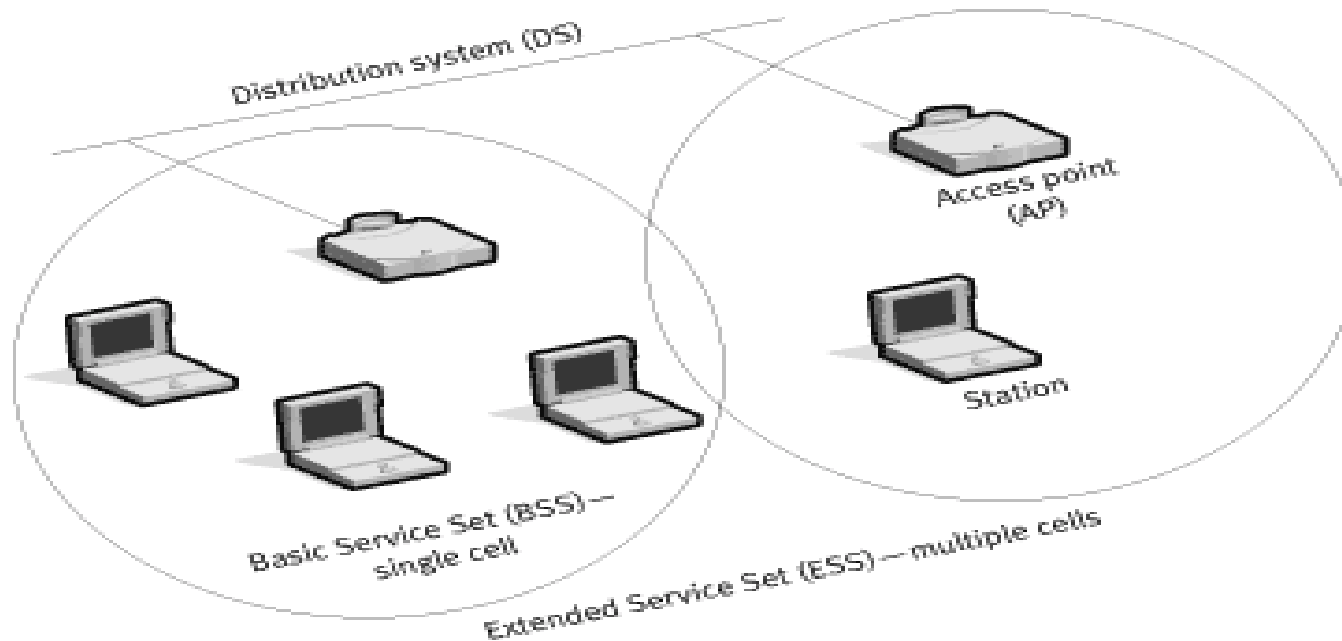 Distribution system (DS)
Access point
(AP)
Station
Basic Service Set (BSS)—
single cell
Extended Service Set (ESS)—multiple cells